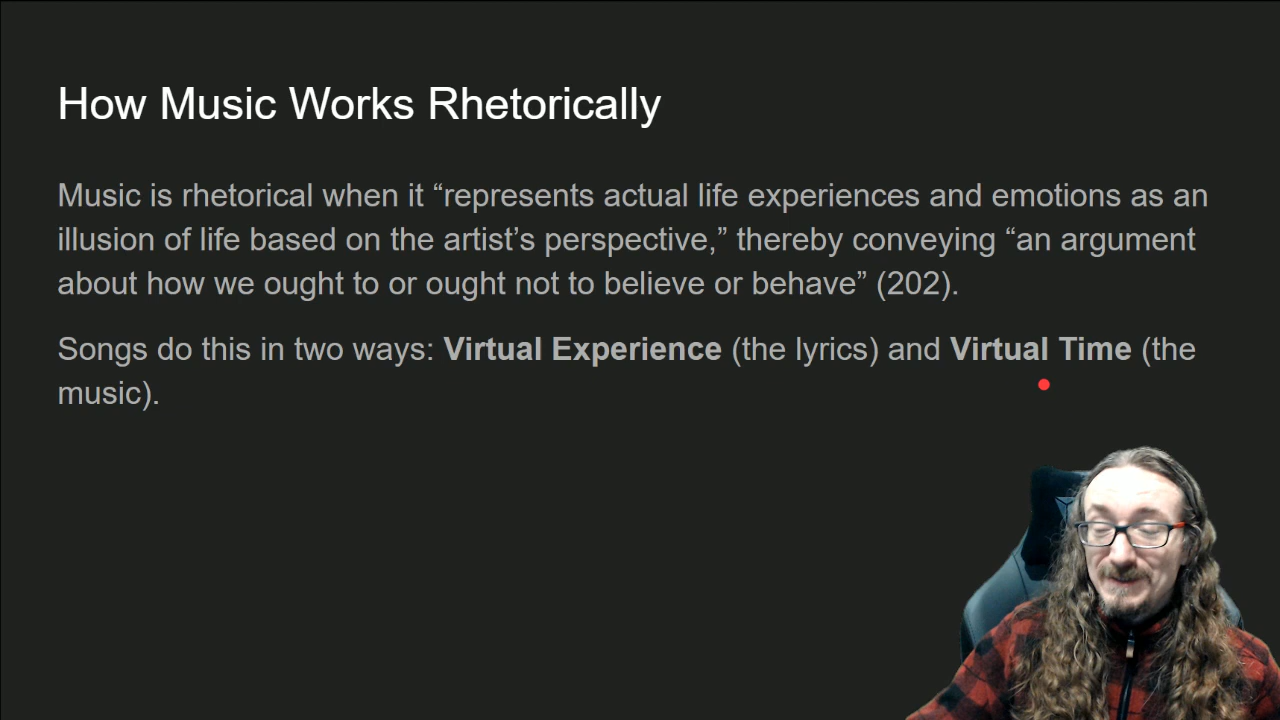 How Music Works Rhetorically
Music is rhetorical when it “represents actual life experiences and emotions as an
illusion of life based on the artist’s perspective,” thereby conveying “an argument
about how we ought to or ought not to believe or behave” (202).
Songs do this in two ways: Virtual Experience (the lyrics) and Virtual Time (the
music).